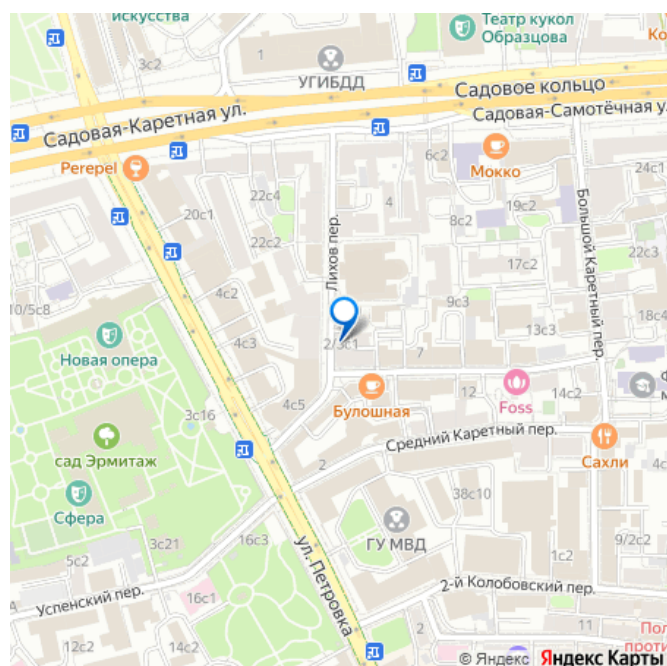 искусства
3с2
1
УГИБДД
Театр кукол
Образцова
Ко
Садовое кольцо
Садовая-Самотёчная у
Садовая-Каретная ул.
Perepel
6с2
Мокко
24с1
22с4
20с1
4
19с2
8с2
Лихов пер.
Большой Каретный пер.
22с2
17с2
22с3
10/5с8
4с2
9с3
18с4
Новая опера
4с3
2/3с1
7
13с3
3с16
4с5
Булошная
12
Foss
14с2
м
сад Эрмитаж
2
Средний Каретный пер.
Сахли
4с
Сфера
38с10
ГУ МВД
3с21
16с3
ул. Петровка
1с2
9/2с2
5с2
Успенский пер.
16с1
2-й Колобовский пер.
12с2
14с2
2
Пол
проти
© Яндекс Яндекс Карты